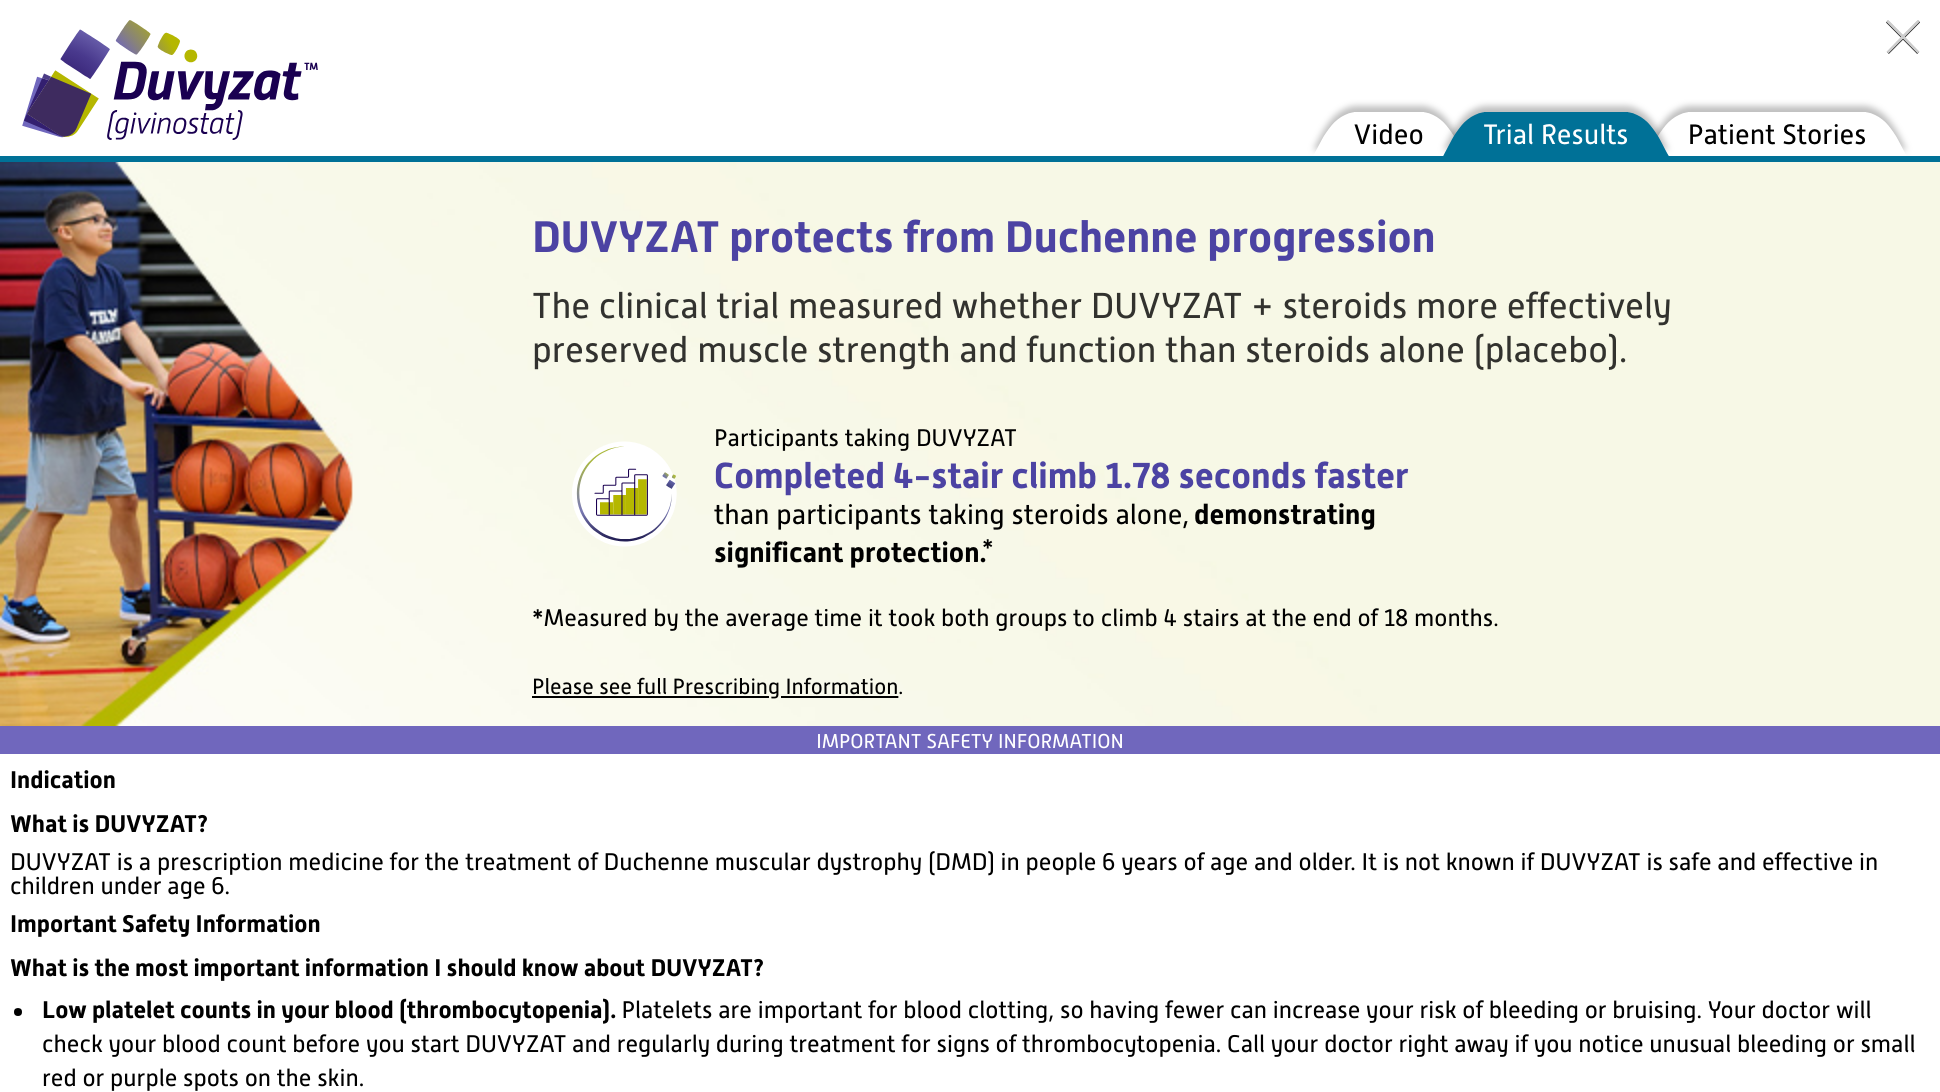 Duvyzat™
(givinostat)
Video
Trial Results
Patient Stories
DUVYZAT protects from Duchenne progression
The clinical trial measured whether DUVYZAT + steroids more effectively
preserved muscle strength and function than steroids alone (placebo).
Participants taking DUVYZAT
Completed 4-stair climb 1.78 seconds faster
than participants taking steroids alone, demonstrating
significant protection.*
*Measured by the average time it took both groups to climb 4 stairs at the end of 18 months.
Please see full Prescribing Information.
IMPORTANT SAFETY INFORMATION
Indication
What is DUVYZAT?
DUVYZAT is a prescription medicine for the treatment of Duchenne muscular dystrophy (DMD) in people 6 years of age and older. It is not known if DUVYZAT is safe and effective in
children under age 6.
Important Safety Information
What is the most important information I should know about DUVYZAT?
• Low platelet counts in your blood (thrombocytopenia). Platelets are important for blood clotting, so having fewer can increase your risk of bleeding or bruising. Your doctor will
check your blood count before you start DUVYZAT and regularly during treatment for signs of thrombocytopenia. Call your doctor right away if you notice unusual bleeding or small
red or purple spots on the skin.